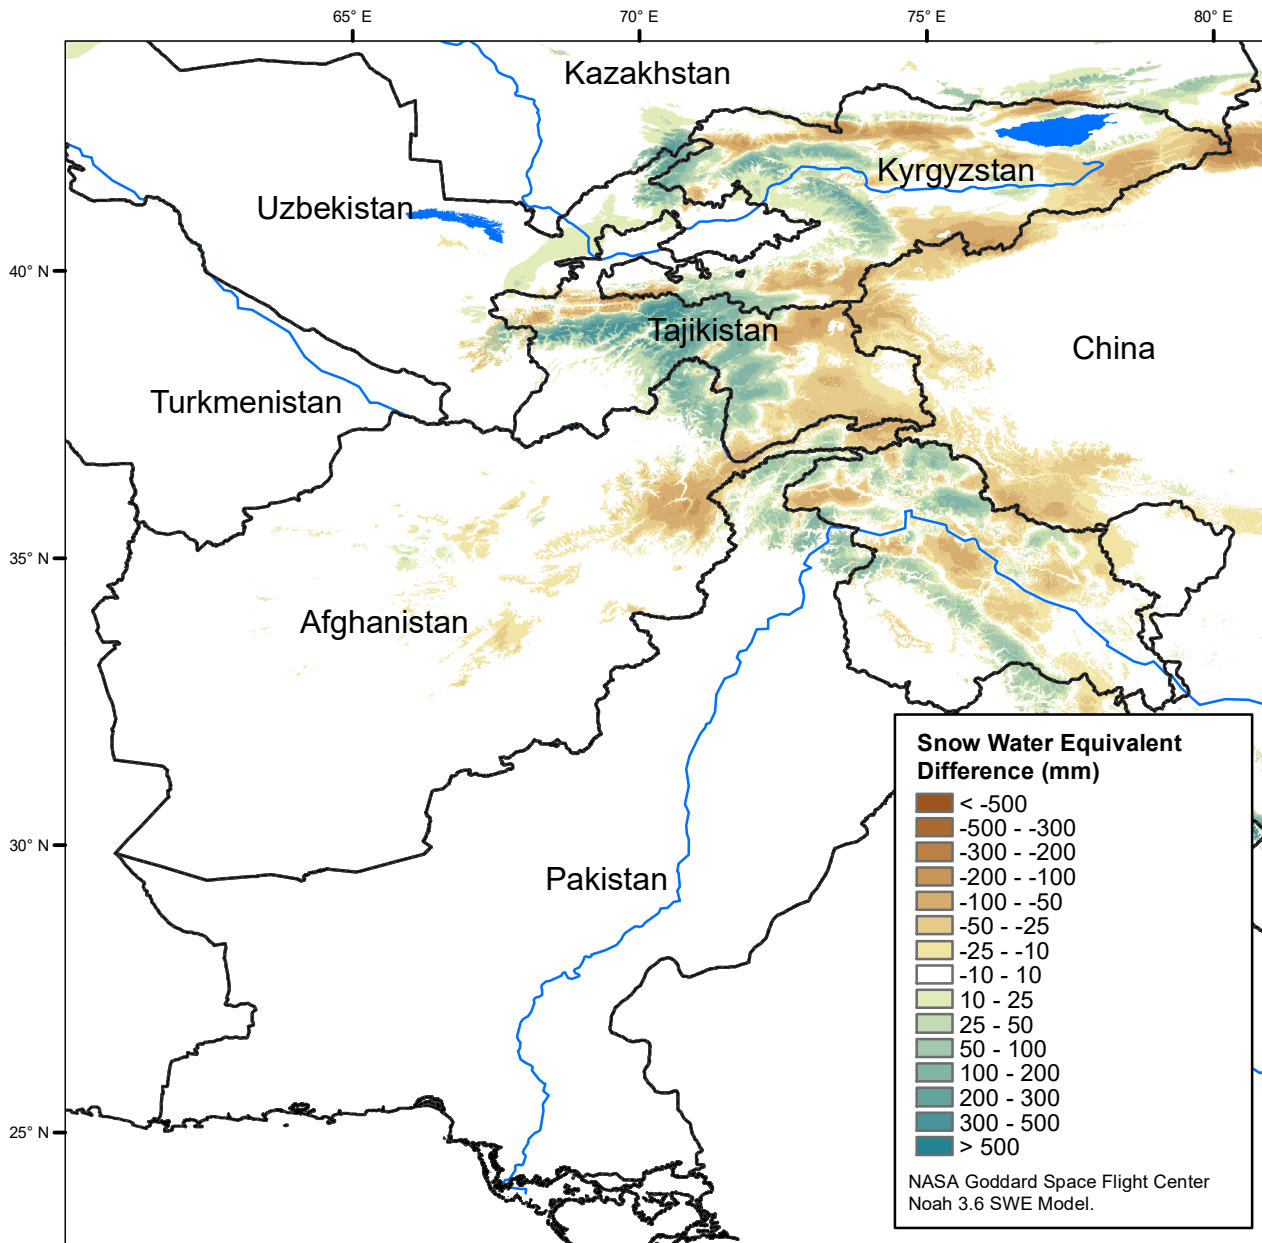 65° E
70° E
75° E
80° E
Kazakhstan
Kyrgyzstan
Uzbekistan
40° N
Tajikistan
China
Turkmenistan
35° N
Afghanistan
Snow Water Equivalent
Difference (mm)
< -500
-500 - -300
-300 - -200
-200 - -100
-100 - -50
-50 - -25
-25 - -10
-10 - 10
10 - 25
25 - 50
50 - 100
100 - 200
200 - 300
300 - 500
> 500
NASA Goddard Space Flight Center
Noah 3.6 SWE Model.
30° N
Pakistan
25° N